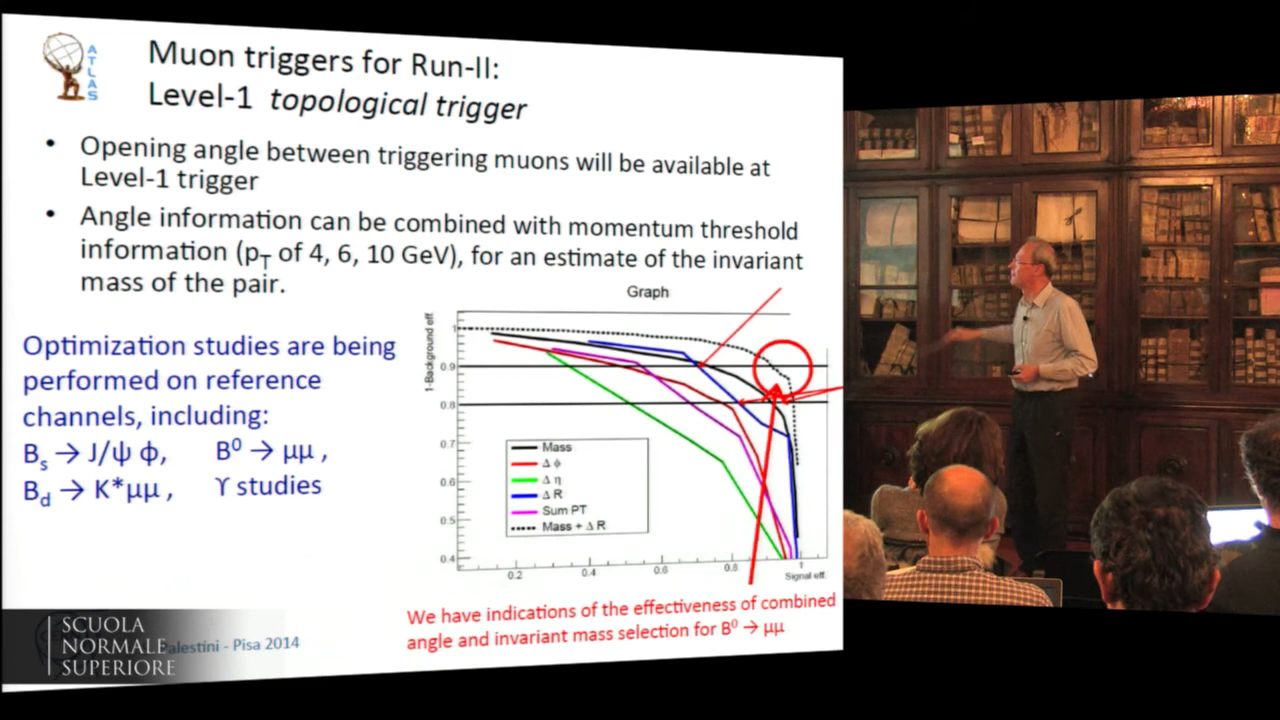 ATLAS
Muon triggers for Run-II:
Level-1 topological trigger
• Opening angle between triggering muons will be available at
Level-1 trigger
• Angle information can be combined with momentum threshold
information (pT of 4, 6, 10 GeV), for an estimate of the invariant
mass of the pair.
Optimization studies are being
performed on reference
channels, including:
Bs → J/ψ φ, B⁰ → μμ ,
Bd → K*μμ , ϒ studies
Graph
1-Background eff.
1
0.9
0.8
0.7
0.6
0.5
0.4
Mass
Δ ϕ
Δ η
Δ R
Sum PT
Mass + Δ R
0.2 0.4 0.6 0.8 1
Signal eff.
We have indications of the effectiveness of combined
angle and invariant mass selection for B⁰ → μμ
Palestini - Pisa 2014
SCUOLA
NORMALE
SUPERIORE